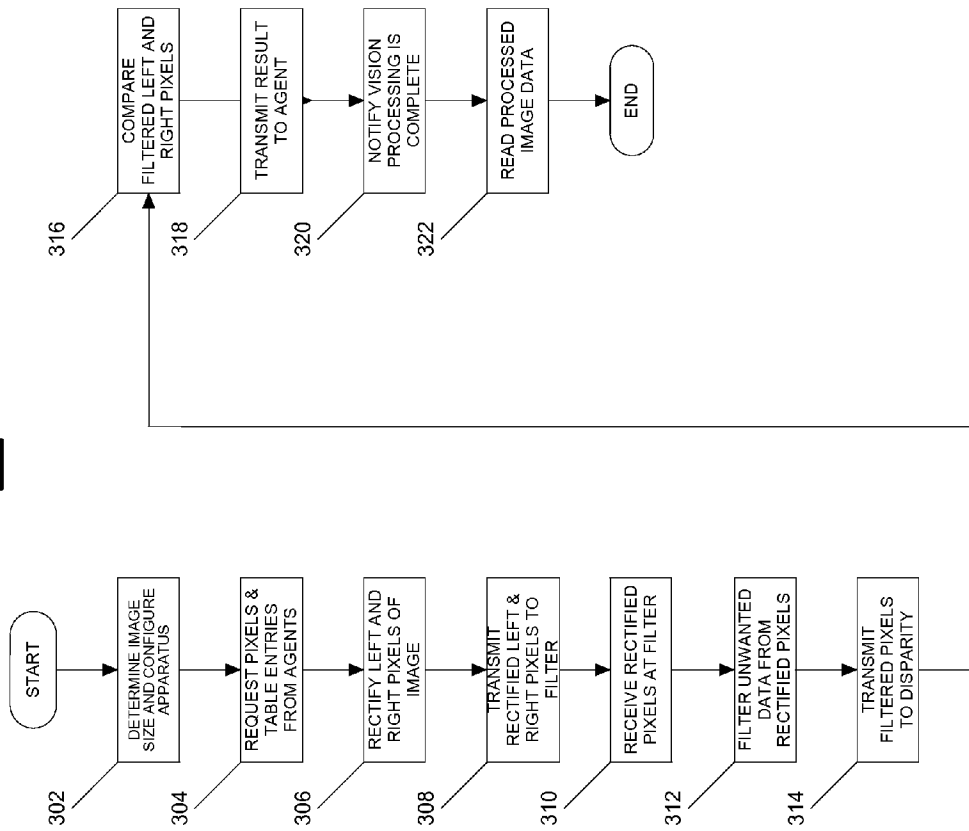 START
302
DETERMINE IMAGE
SIZE AND CONFIGURE
APPARATUS
304
REQUEST PIXELS &
TABLE ENTRIES
FROM AGENTS
306
RECTIFY LEFT AND
RIGHT PIXELS OF
IMAGE
308
TRANSMIT
RECTIFIED LEFT &
RIGHT PIXELS TO
FILTER
310
RECEIVE RECTIFIED
PIXELS AT FILTER
312
FILTER UNWANTED
DATA FROM
RECTIFIED PIXELS
314
TRANSMIT
FILTERED PIXELS
TO DISPARITY
316
COMPARE
FILTERED LEFT AND
RIGHT PIXELS
318
TRANSMIT RESULT
TO AGENT
320
NOTIFY VISION
PROCESSING IS
COMPLETE
322
READ PROCESSED
IMAGE DATA
END